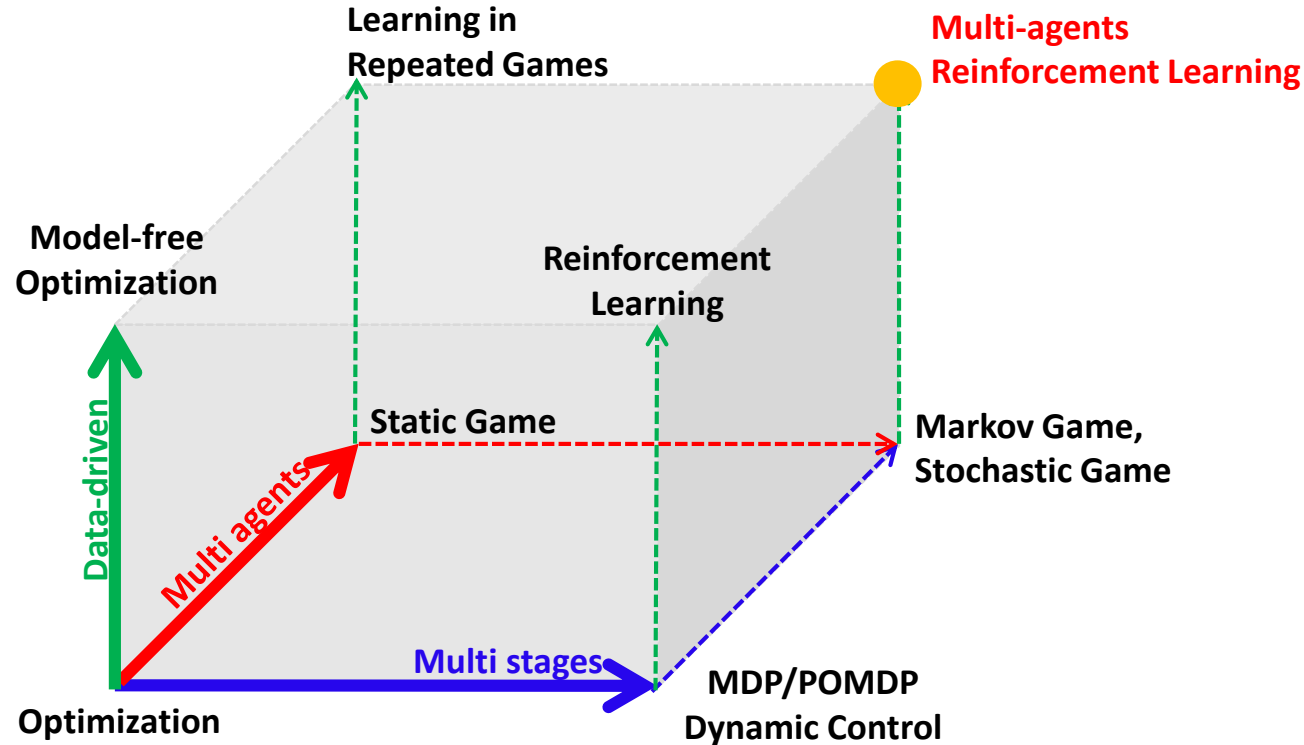 Learning in
Repeated Games
Multi-agents
Reinforcement Learning
Model-free
Optimization
Reinforcement
Learning
Data-driven
Multi agents
Static Game
Markov Game,
Stochastic Game
Multi stages
Optimization
MDP/POMDP
Dynamic Control